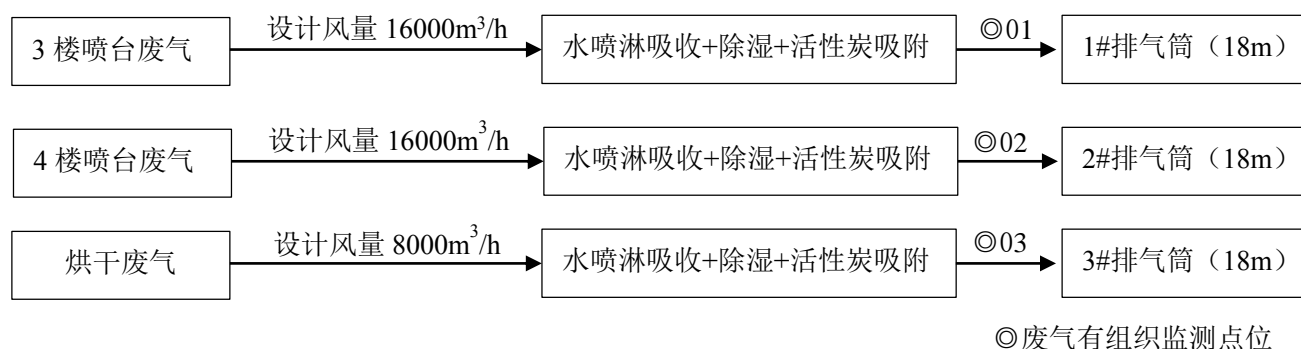 3 楼喷台废气 设计风量 16000m³/h 水喷淋吸收+除湿+活性炭吸附 ◎01 1#排气筒（18m）
4 楼喷台废气 设计风量 16000m³/h 水喷淋吸收+除湿+活性炭吸附 ◎02 2#排气筒（18m）
烘干废气 设计风量 8000m³/h 水喷淋吸收+除湿+活性炭吸附 ◎03 3#排气筒（18m）
◎废气有组织监测点位